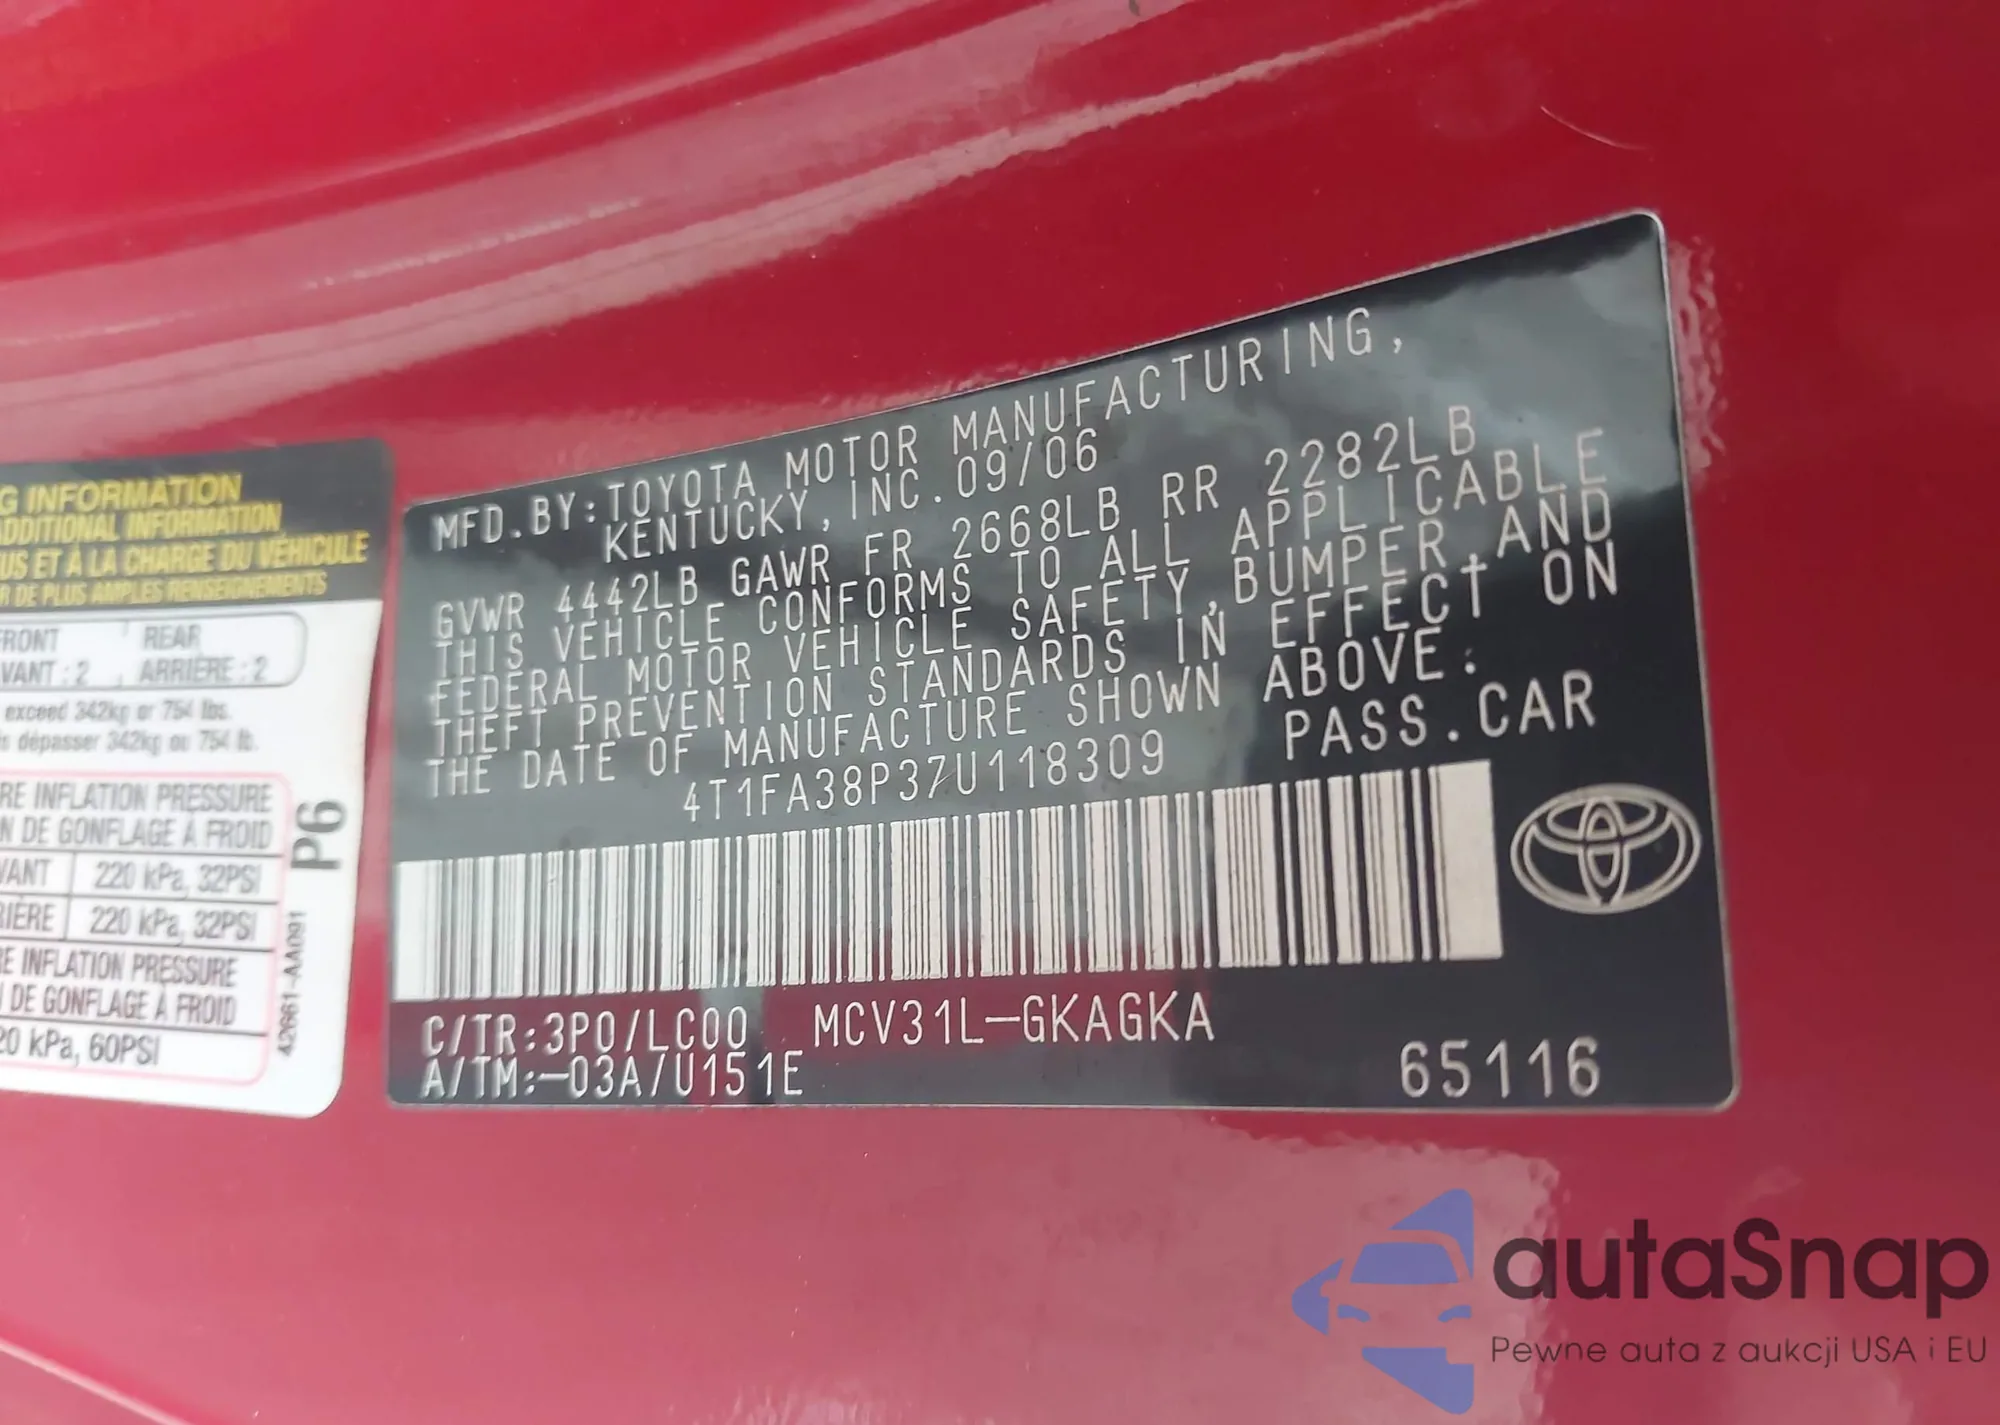 G INFORMATION
ADDITIONAL INFORMATION
US ET À LA CHARGE DU VÉHICULE
R DE PLUS AMPLES RENSEIGNEMENTS
FRONT REAR
VANT : 2 ARRIÈRE : 2
exceed 342kg or 754 lbs.
s dépasser 342kg ou 754 lb.
RE INFLATION PRESSURE
N DE GONFLAGE À FROID
VANT 220 kPa, 32PSI
RIÈRE 220 kPa, 32PSI
RE INFLATION PRESSURE
DE GONFLAGE À FROID
20 kPa, 60PSI
P6
42661-AA091
MFD. BY: TOYOTA MOTOR MANUFACTURING,
KENTUCKY, INC. 09/06
GVWR 4442LB GAWR FR 2668LB RR 2282LB
THIS VEHICLE CONFORMS TO ALL APPLICABLE
FEDERAL MOTOR VEHICLE SAFETY, BUMPER, AND
THEFT PREVENTION STANDARDS IN EFFECT ON
THE DATE OF MANUFACTURE SHOWN ABOVE.
4T1FA38P37U118309 PASS. CAR
C/TR:3P0/LC00 MCV31L-GKAGKA
A/TM:-03A/U151E 65116
autaSnap
Pewne auta z aukcji USA i EU